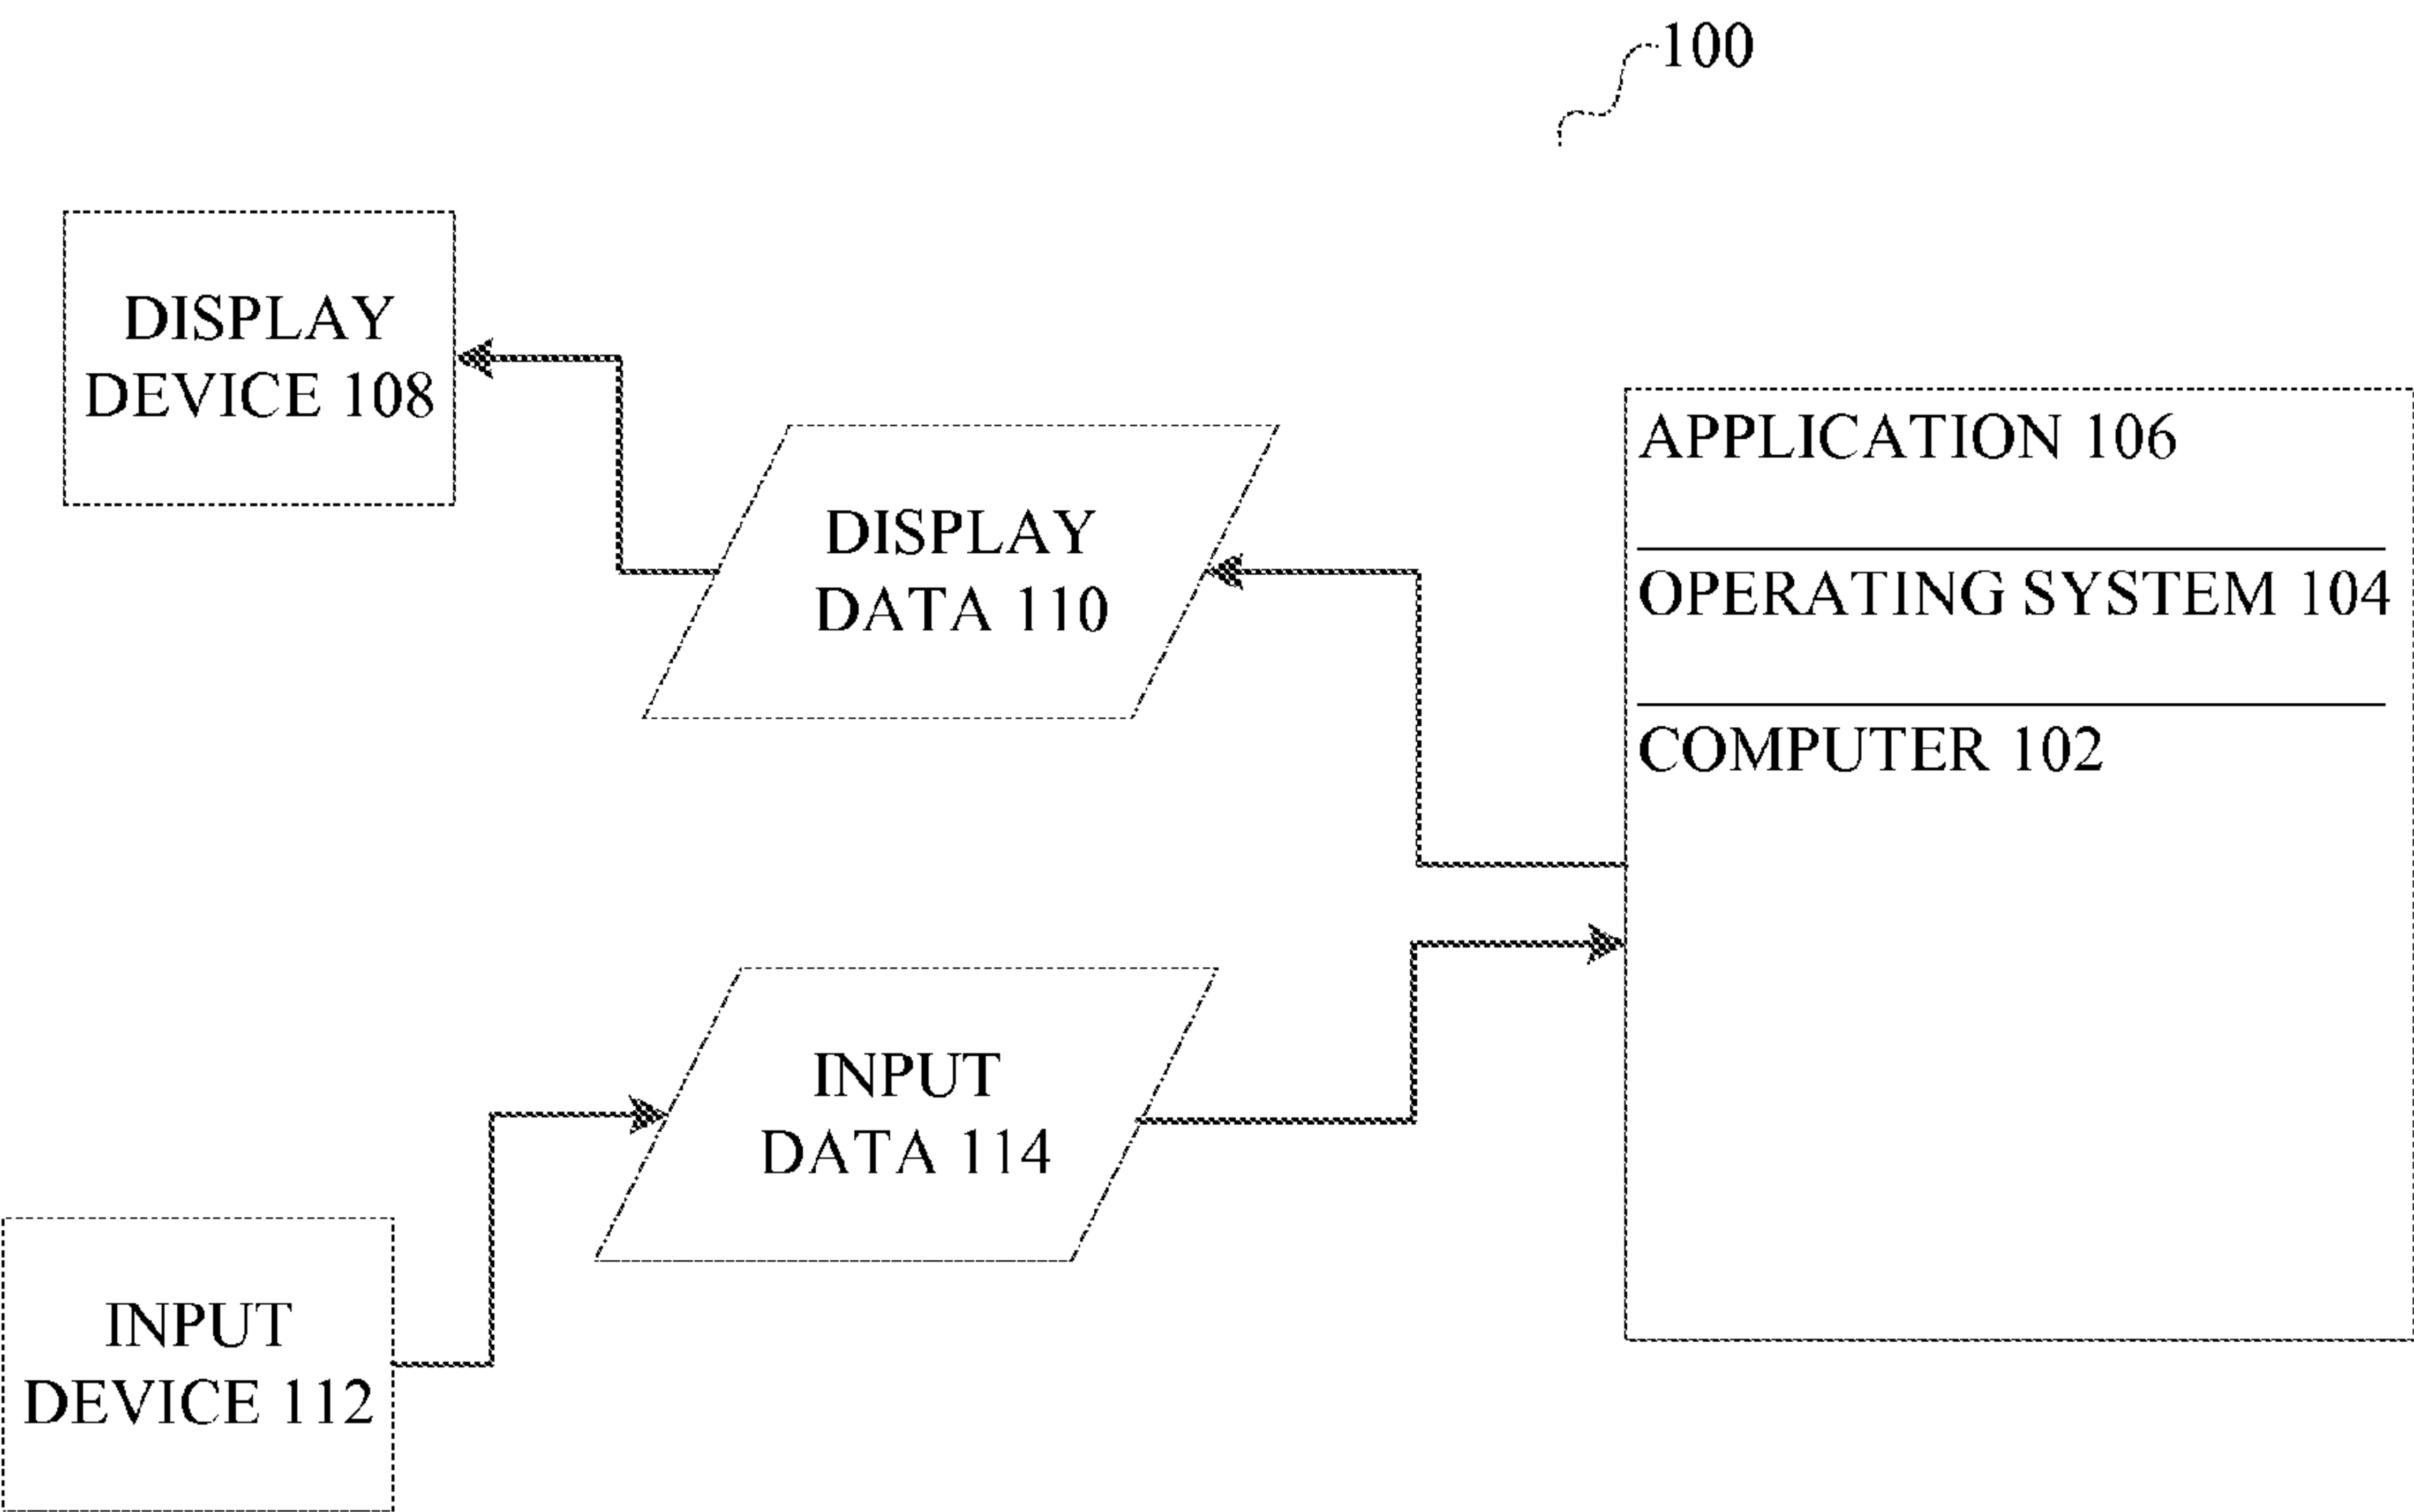 100
DISPLAY
DEVICE 108
DISPLAY
DATA 110
APPLICATION 106
OPERATING SYSTEM 104
COMPUTER 102
INPUT
DATA 114
INPUT
DEVICE 112